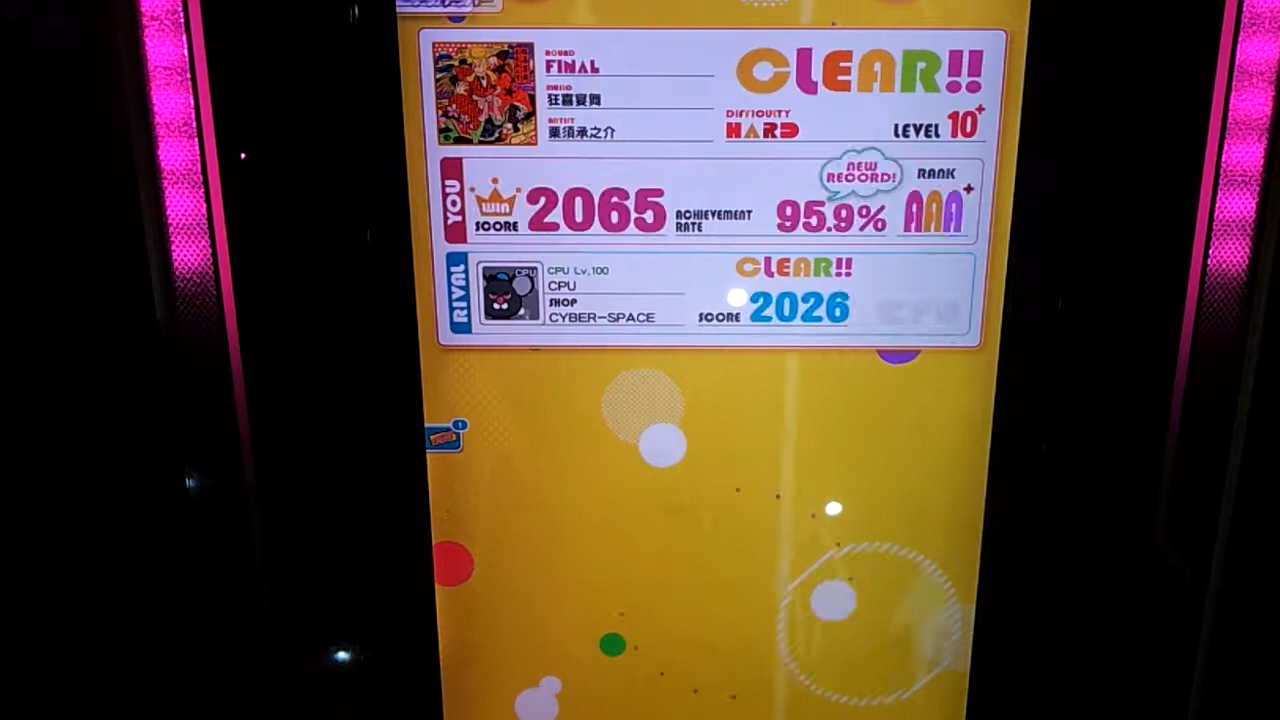 ROUND
FINAL
MUSIC
狂喜宴舞
ARTIST
栗須承之介
CLEAR!!
DIFFICULTY
HARD
LEVEL 10+
YOU
WIN
SCORE 2065
ACHIEVEMENT RATE
95.9%
NEW RECORD!
RANK
AAA+
RIVAL
CPU
CPU Lv.100
CPU
SHOP
CYBER-SPACE
CLEAR!!
SCORE 2026
1